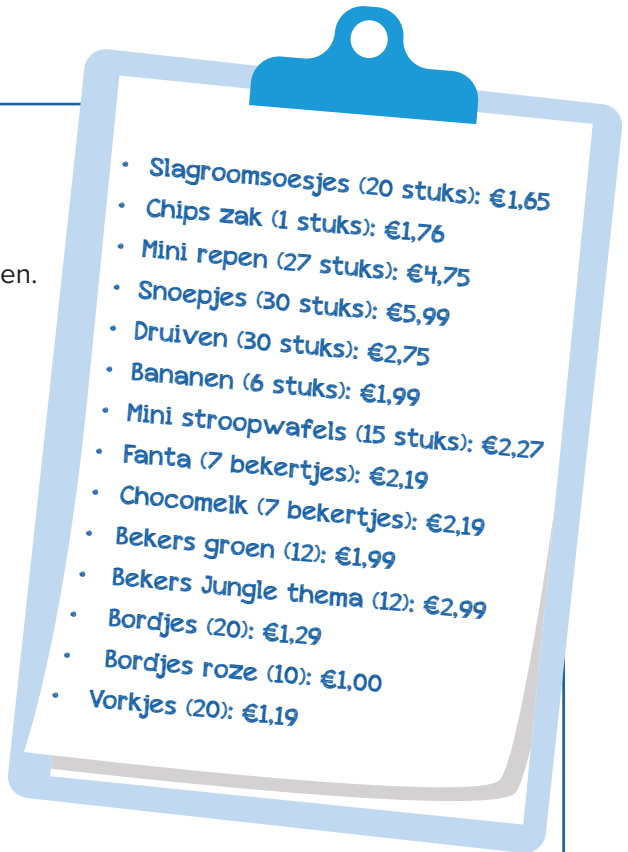 en.
• Slagroomsoesjes (20 stuks): €1,65
• Chips zak (1 stuks): €1,76
• Mini repen (27 stuks): €4,75
• Snoepjes (30 stuks): €5,99
• Druiven (30 stuks): €2,75
• Bananen (6 stuks): €1,99
• Mini stroopwafels (15 stuks): €2,27
• Fanta (7 bekertjes): €2,19
• Chocomelk (7 bekertjes): €2,19
• Bekers groen (12): €1,99
• Bekers Jungle thema (12): €2,99
• Bordjes (20): €1,29
• Bordjes roze (10): €1,00
• Vorkjes (20): €1,19